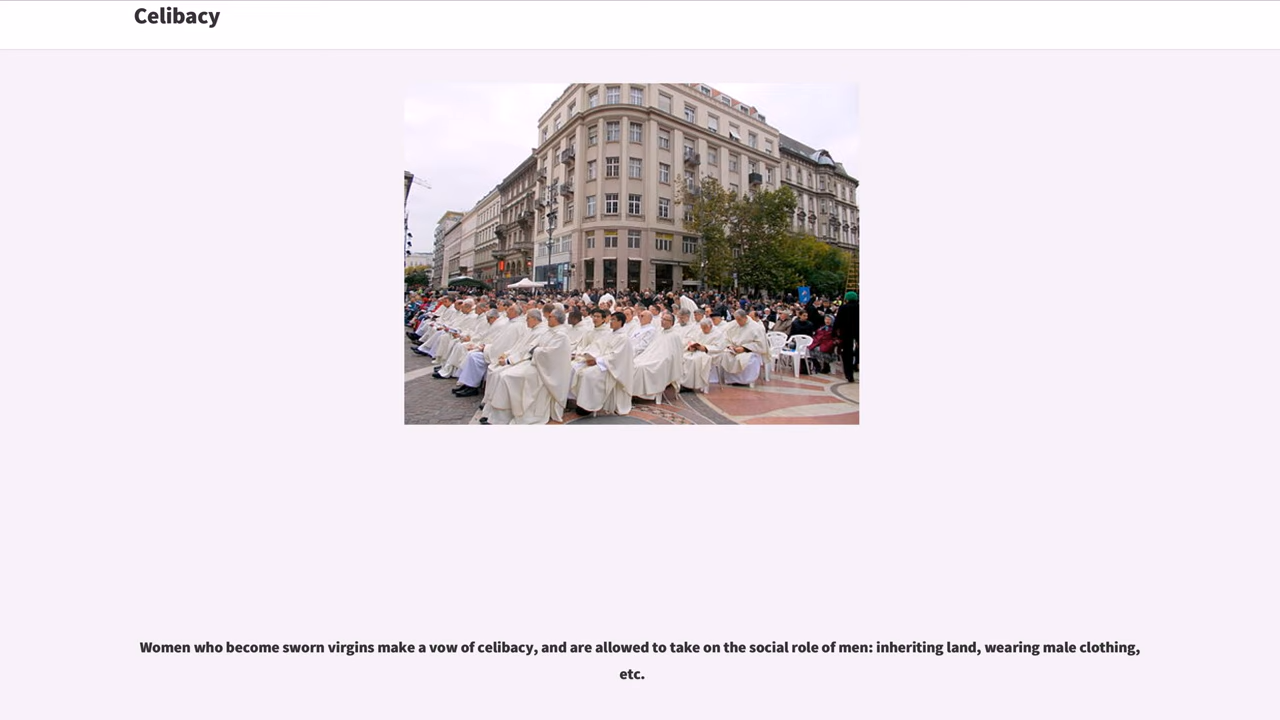 Celibacy
Women who become sworn virgins make a vow of celibacy, and are allowed to take on the social role of men: inheriting land, wearing male clothing,
etc.